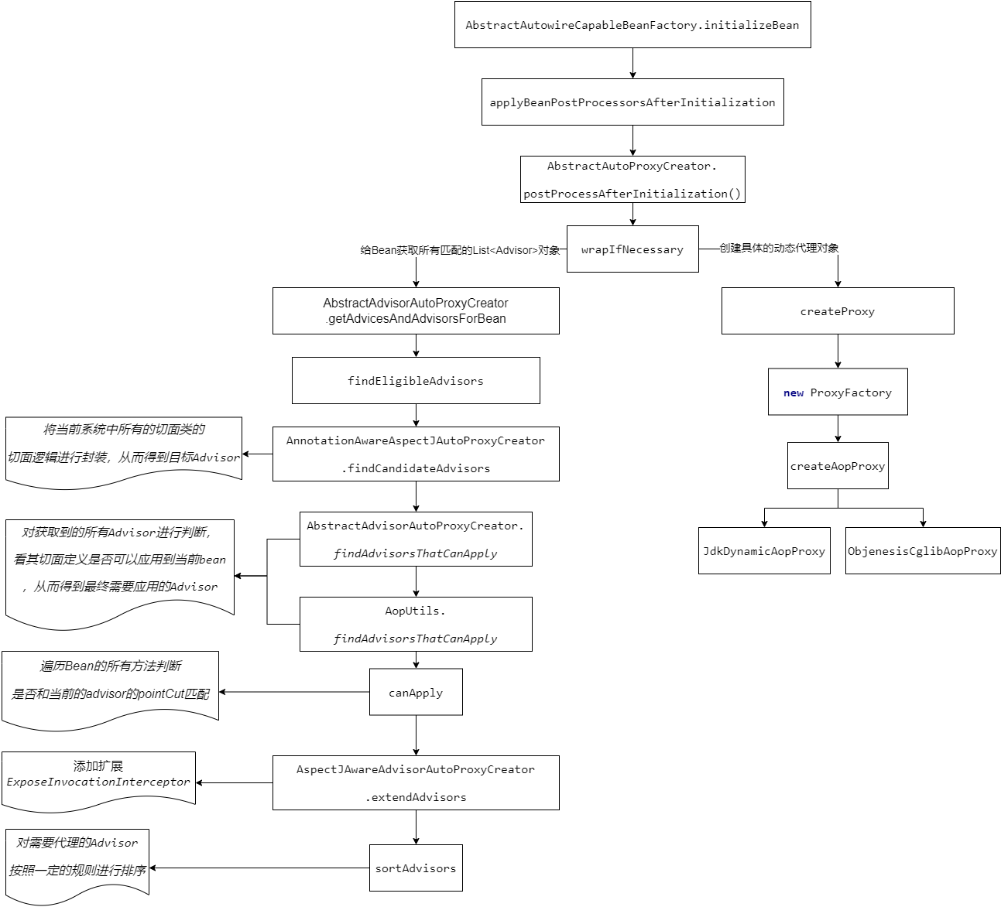 AbstractAutowireCapableBeanFactory.initializeBean
applyBeanPostProcessorsAfterInitialization
AbstractAutoProxyCreator.
postProcessAfterInitialization()
给Bean获取所有匹配的List<Advisor>对象
wrapIfNecessary
创建具体的动态代理对象
AbstractAdvisorAutoProxyCreator
.getAdvicesAndAdvisorsForBean
createProxy
findEligibleAdvisors
new ProxyFactory
将当前系统中所有的切面类的
切面逻辑进行封装，从而得到目标Advisor
AnnotationAwareAspectJAutoProxyCreator
.findCandidateAdvisors
createAopProxy
对获取到的所有Advisor进行判断，
看其切面定义是否可以应用到当前bean
，从而得到最终需要应用的Advisor
AbstractAdvisorAutoProxyCreator.
findAdvisorsThatCanApply
JdkDynamicAopProxy
ObjenesisCglibAopProxy
AopUtils.
findAdvisorsThatCanApply
遍历Bean的所有方法判断
是否和当前的advisor的pointCut匹配
canApply
添加扩展
ExposeInvocationInterceptor
AspectJAwareAdvisorAutoProxyCreator
.extendAdvisors
对需要代理的Advisor
按照一定的规则进行排序
sortAdvisors